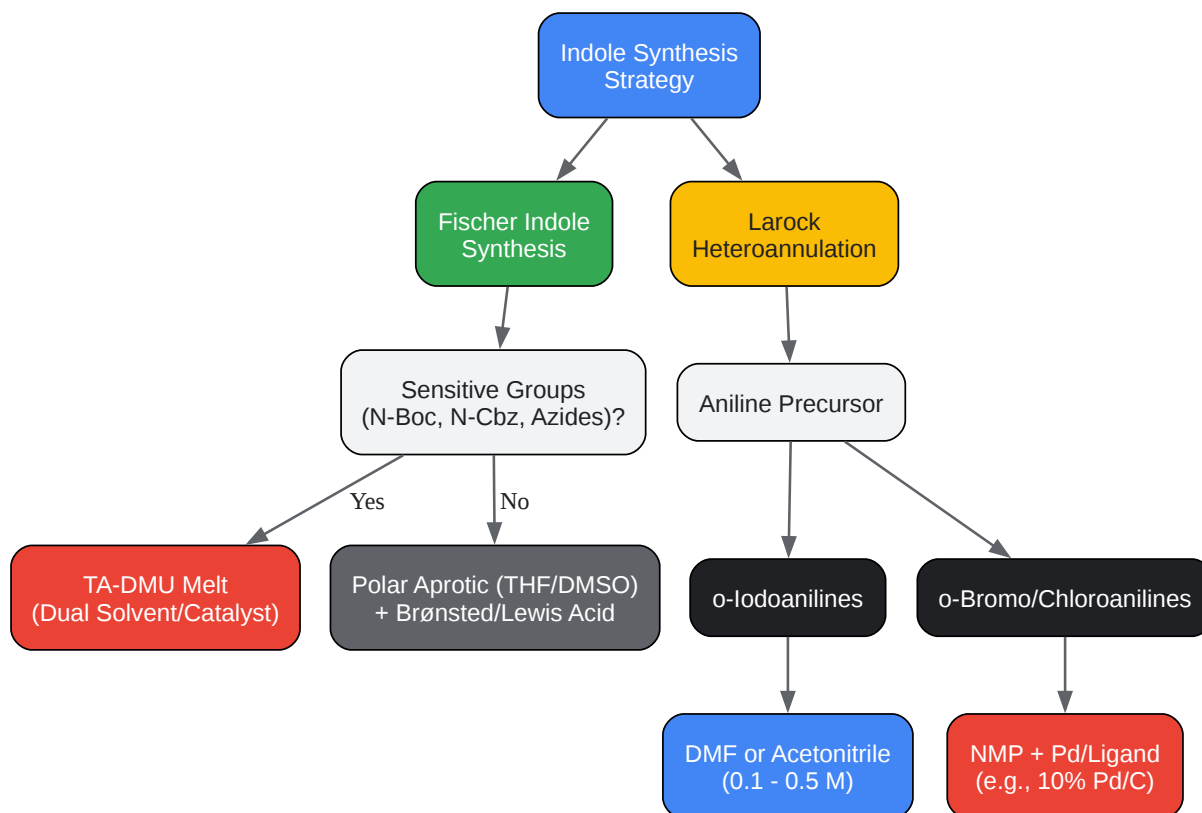 Indole Synthesis
Strategy
Fischer Indole
Synthesis
Larock
Heteroannulation
Sensitive Groups
(N-Boc, N-Cbz, Azides)?
Aniline Precursor
Yes
No
TA-DMU Melt
(Dual Solvent/Catalyst)
Polar Aprotic (THF/DMSO)
+ Brønsted/Lewis Acid
o-Iodoanilines
o-Bromo/Chloroanilines
DMF or Acetonitrile
(0.1 - 0.5 M)
NMP + Pd/Ligand
(e.g., 10% Pd/C)